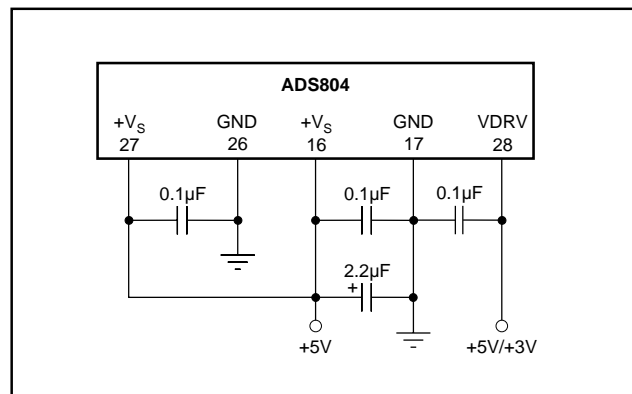 ADS804
+VS GND +VS GND VDRV
27 26 16 17 28
0.1µF 0.1µF 0.1µF
2.2µF
+
+5V +5V/+3V